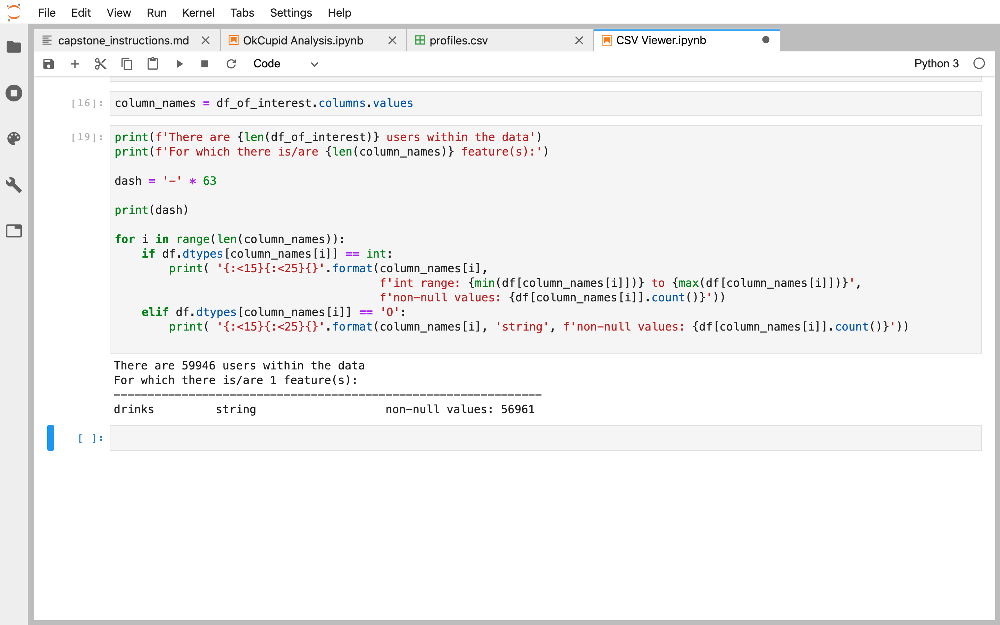 File Edit View Run Kernel Tabs Settings Help
capstone_instructions.md OkCupid Analysis.ipynb profiles.csv CSV Viewer.ipynb
Code Python 3
[16]: column_names = df_of_interest.columns.values
[19]: print(f'There are {len(df_of_interest)} users within the data')
print(f'For which there is/are {len(column_names)} feature(s):')
dash = '-' * 63
print(dash)
for i in range(len(column_names)):
    if df.dtypes[column_names[i]] == int:
        print( '{:<15}{:<25}{}'.format(column_names[i],
                                       f'int range: {min(df[column_names[i]])} to {max(df[column_names[i]])}',
                                       f'non-null values: {df[column_names[i]].count()}'))
    elif df.dtypes[column_names[i]] == 'O':
        print( '{:<15}{:<25}{}'.format(column_names[i], 'string', f'non-null values: {df[column_names[i]].count()}'))
There are 59946 users within the data
For which there is/are 1 feature(s):
---------------------------------------------------------------
drinks         string                   non-null values: 56961
[ ]: